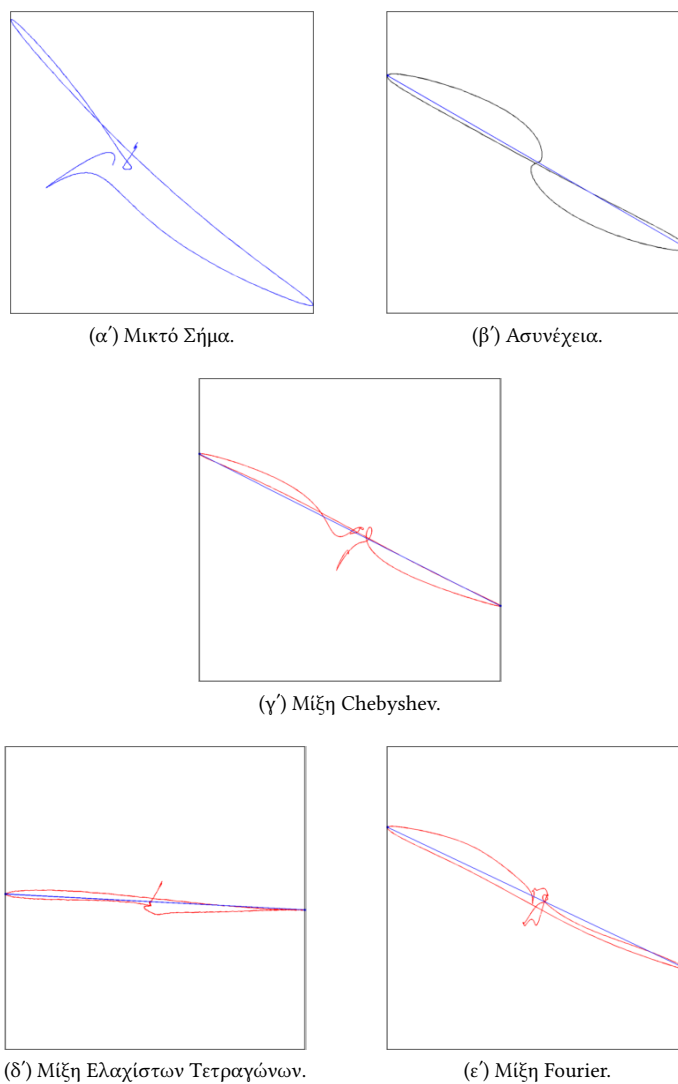 (α′) Μικτό Σήμα.
(β′) Ασυνέχεια.
(γ′) Μίξη Chebyshev.
(δ′) Μίξη Ελαχίστων Τετραγώνων.
(ε′) Μίξη Fourier.